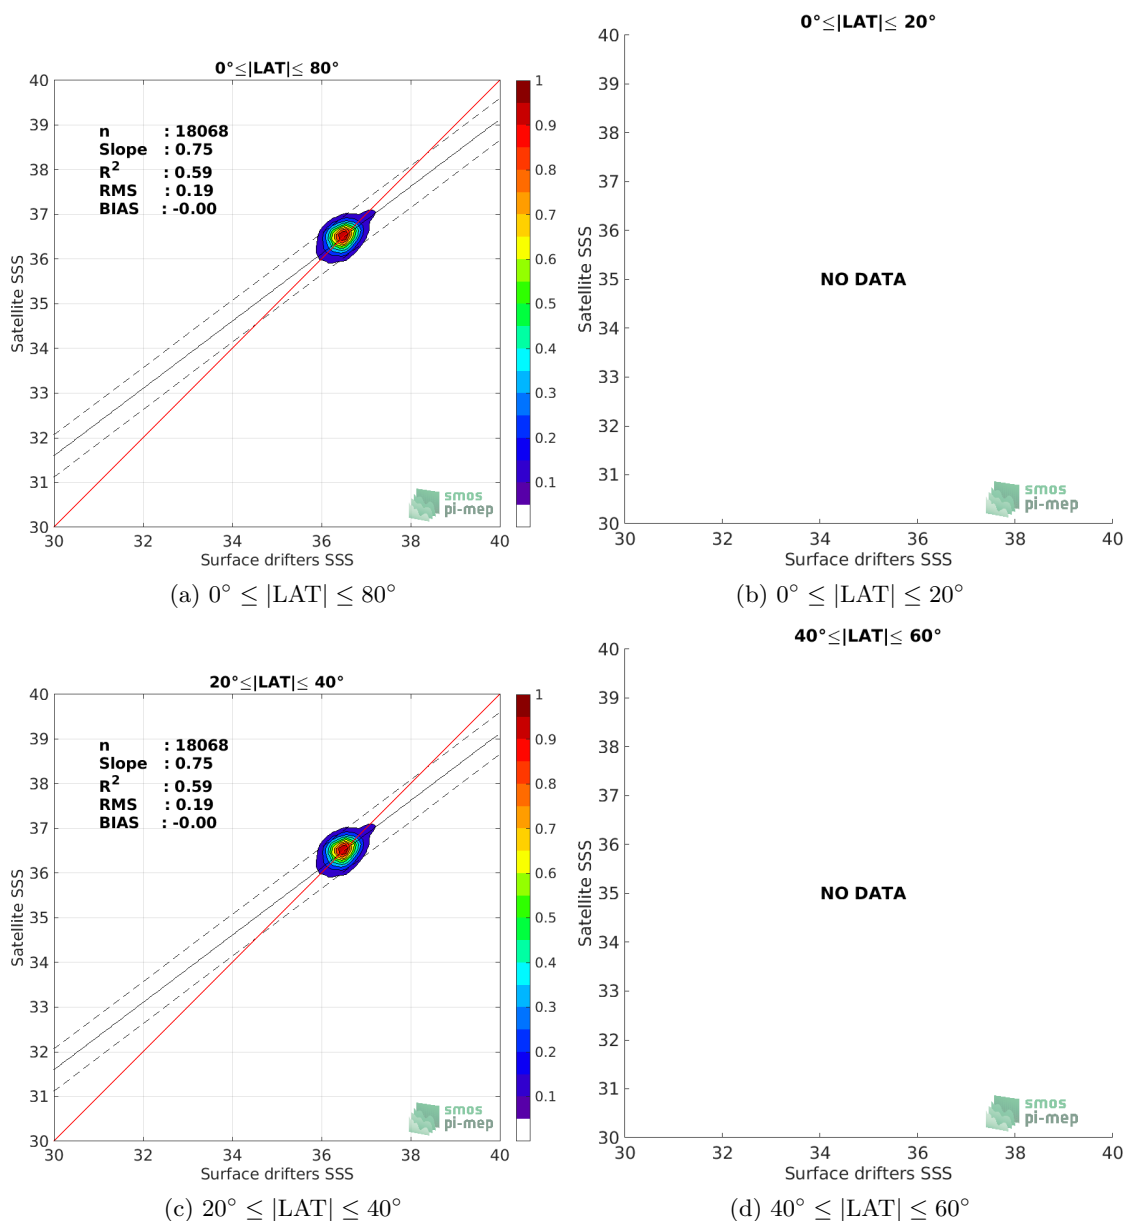 0°≤|LAT|≤ 80°
40
39
38
37
36
35
34
33
32
31
30
Satellite SSS
n : 18068
Slope : 0.75
R2 : 0.59
RMS : 0.19
BIAS : -0.00
smos
pi-mep
30 32 34 36 38 40
Surface drifters SSS
1
0.9
0.8
0.7
0.6
0.5
0.4
0.3
0.2
0.1
(a) 0° ≤ |LAT| ≤ 80°
0°≤|LAT|≤ 20°
40
39
38
37
36
35
34
33
32
31
30
Satellite SSS
NO DATA
smos
pi-mep
30 32 34 36 38 40
Surface drifters SSS
(b) 0° ≤ |LAT| ≤ 20°
20°≤|LAT|≤ 40°
40
39
38
37
36
35
34
33
32
31
30
Satellite SSS
n : 18068
Slope : 0.75
R2 : 0.59
RMS : 0.19
BIAS : -0.00
smos
pi-mep
30 32 34 36 38 40
Surface drifters SSS
1
0.9
0.8
0.7
0.6
0.5
0.4
0.3
0.2
0.1
(c) 20° ≤ |LAT| ≤ 40°
40°≤|LAT|≤ 60°
40
39
38
37
36
35
34
33
32
31
30
Satellite SSS
NO DATA
smos
pi-mep
30 32 34 36 38 40
Surface drifters SSS
(d) 40° ≤ |LAT| ≤ 60°